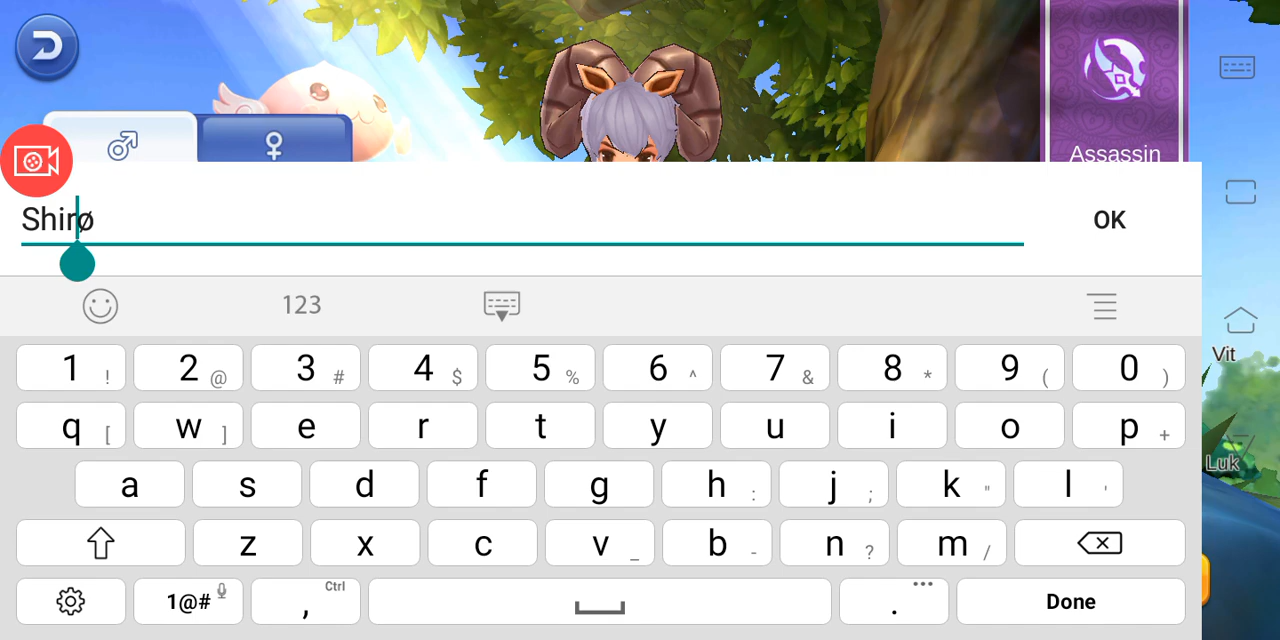 Assassin
Shirø
OK
123
1 ! 2 @ 3 # 4 $ 5 % 6 ^ 7 & 8 * 9 ( 0 )
Vit
q [ w ] e r t y u i o p +
a s d f g h : j ; k " l '
Luk
z x c v _ b - n ? m /
1@# , Ctrl . ... Done